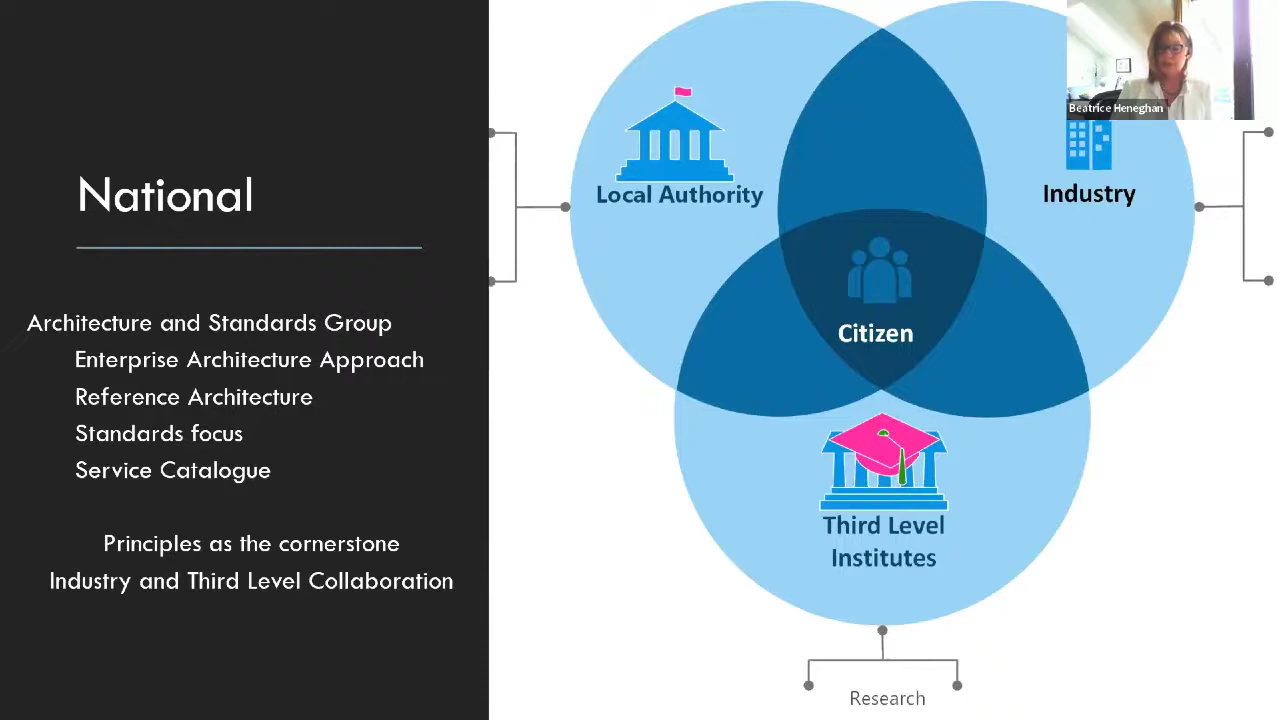 National
Architecture and Standards Group
Enterprise Architecture Approach
Reference Architecture
Standards focus
Service Catalogue
Principles as the cornerstone
Industry and Third Level Collaboration
Local Authority
Industry
Citizen
Third Level
Institutes
Research
Beatrice Heneghan